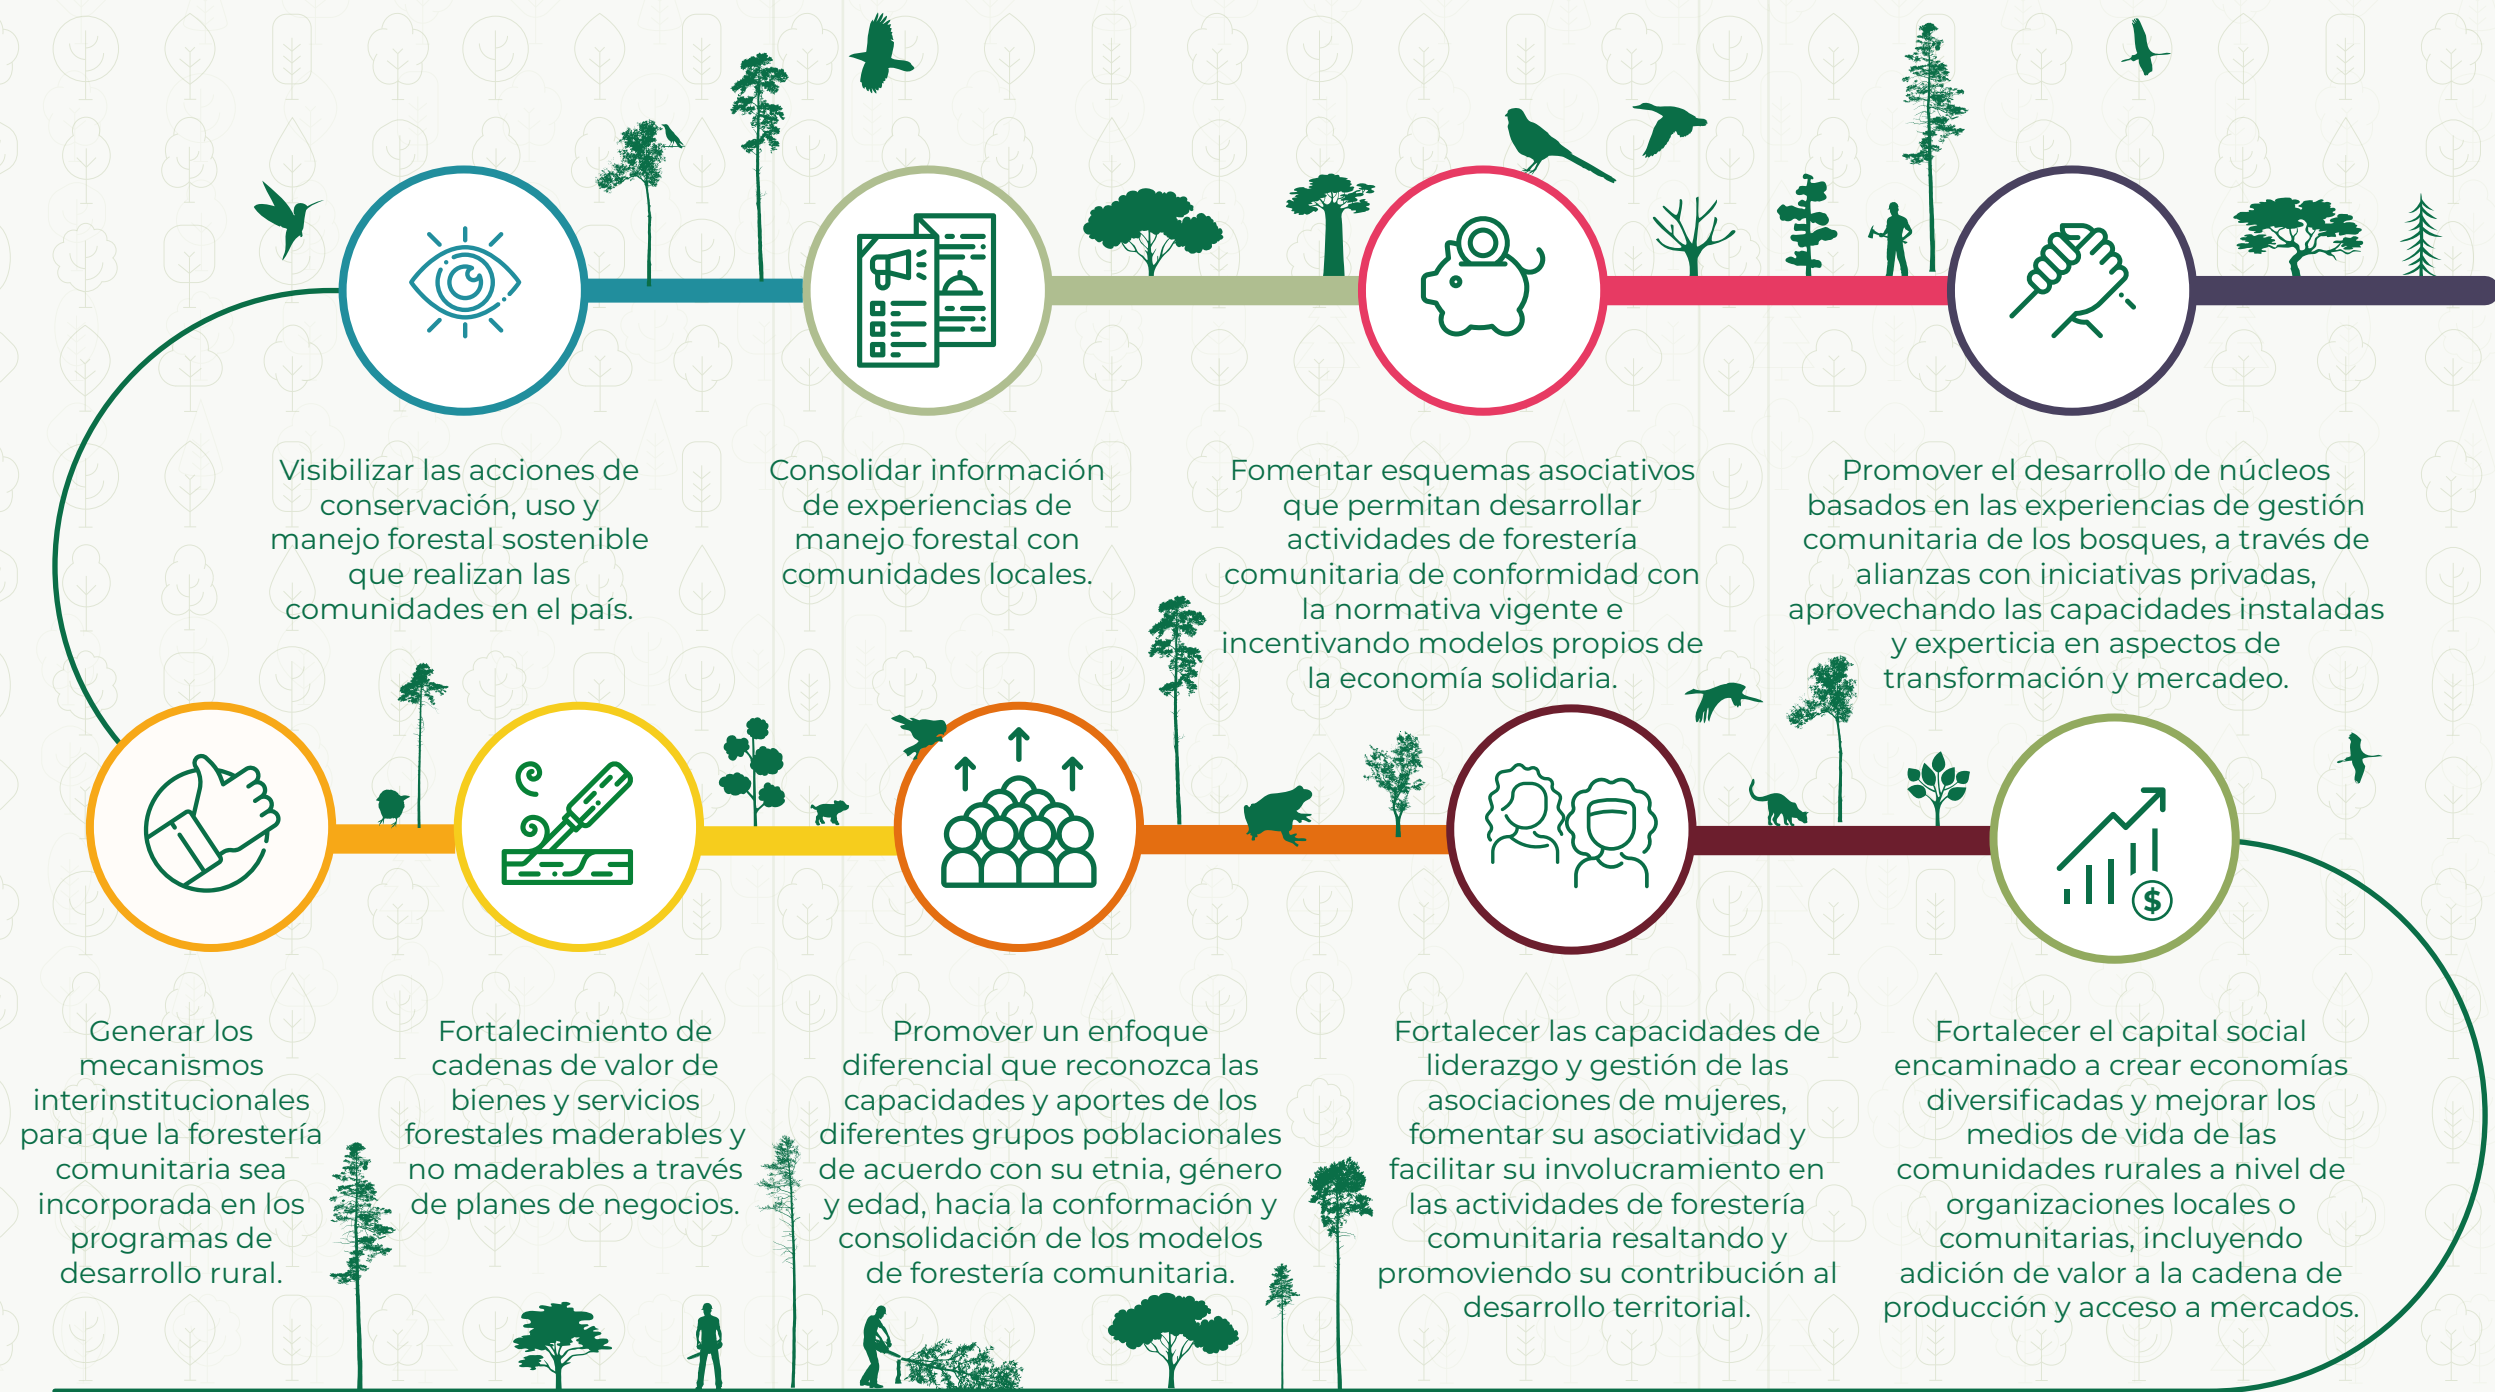 Visibilizar las acciones de
conservación, uso y
manejo forestal sostenible
que realizan las
comunidades en el país.
Consolidar información
de experiencias de
manejo forestal con
comunidades locales.
Fomentar esquemas asociativos
que permitan desarrollar
actividades de forestería
comunitaria de conformidad con
la normativa vigente e
incentivando modelos propios de
la economía solidaria.
Promover el desarrollo de núcleos
basados en las experiencias de gestión
comunitaria de los bosques, a través de
alianzas con iniciativas privadas,
aprovechando las capacidades instaladas
y experticia en aspectos de
transformación y mercadeo.
$
Generar los
mecanismos
interinstitucionales
para que la forestería
comunitaria sea
incorporada en los
programas de
desarrollo rural.
Fortalecimiento de
cadenas de valor de
bienes y servicios
forestales maderables y
no maderables a través
de planes de negocios.
Promover un enfoque
diferencial que reconozca las
capacidades y aportes de los
diferentes grupos poblacionales
de acuerdo con su etnia, género
y edad, hacia la conformación y
consolidación de los modelos
de forestería comunitaria.
Fortalecer las capacidades de
liderazgo y gestión de las
asociaciones de mujeres,
fomentar su asociatividad y
facilitar su involucramiento en
las actividades de forestería
comunitaria resaltando y
promoviendo su contribución al
desarrollo territorial.
Fortalecer el capital social
encaminado a crear economías
diversificadas y mejorar los
medios de vida de las
comunidades rurales a nivel de
organizaciones locales o
comunitarias, incluyendo
adición de valor a la cadena de
producción y acceso a mercados.